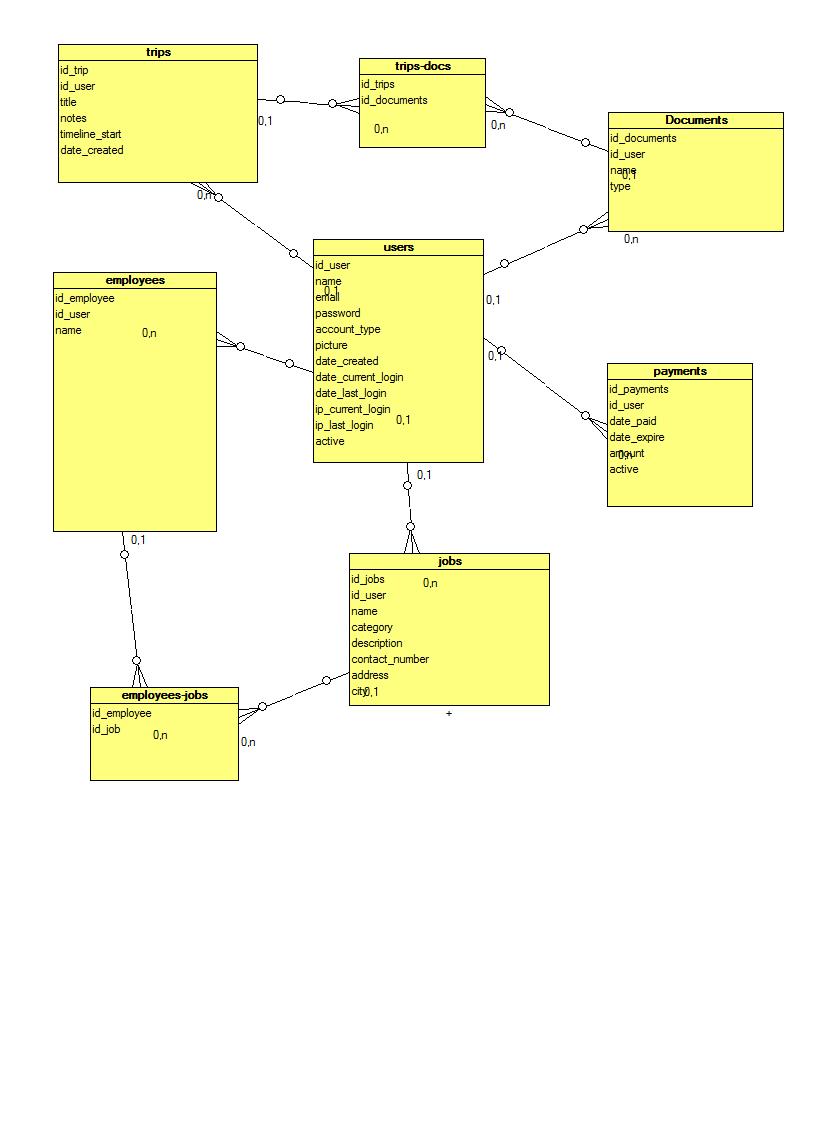 trips
id_trip
id_user
title
notes
timeline_start
date_created
0,1
0,n
trips-docs
id_trips
id_documents
0,n
0,n
Documents
id_documents
id_user
name
0,1
type
0,n
users
id_user
name
0,1
email
password
account_type
picture
date_created
date_current_login
date_last_login
ip_current_login
ip_last_login
0,1
active
0,1
0,1
0,1
employees
id_employee
id_user
name
0,n
0,1
payments
id_payments
id_user
date_paid
date_expire
amount
0,n
active
jobs
id_jobs
0,n
id_user
name
category
description
contact_number
address
city
0,1
+
employees-jobs
id_employee
id_job
0,n
0,n